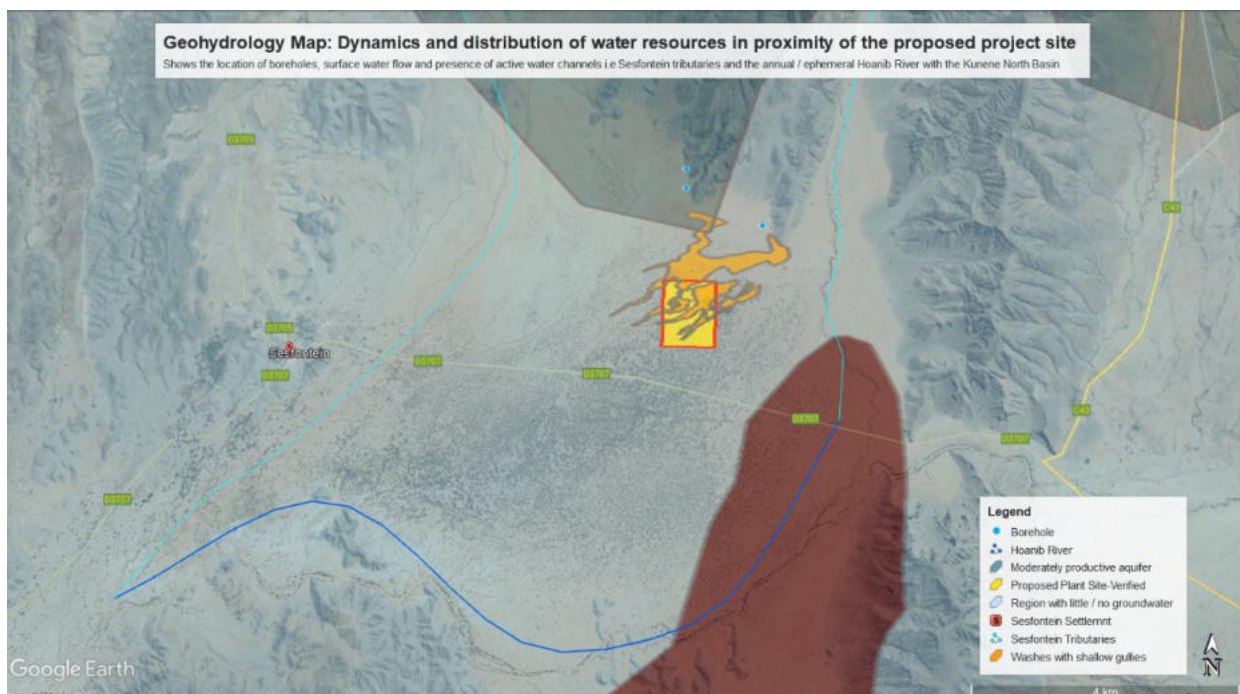 Geohydrology Map: Dynamics and distribution of water resources in proximity of the proposed project site
Shows the location of boreholes, surface water flow and presence of active water channels i.e Sesfontein tributaries and the annual / ephemeral Hoanib River with the Kunene North Basin
D3705
C43
D3705
Sesfontein
D3707
D3707
D3707
C43
D3707
D3707
D3707
Legend
Borehole
Hoanib River
Moderately productive aquifer
Proposed Plant Site-Verified
Region with little / no groundwater
S
Sesfontein Settlemnt
Sesfontein Tributaries
Washes with shallow gullies
N
Google Earth
4 km